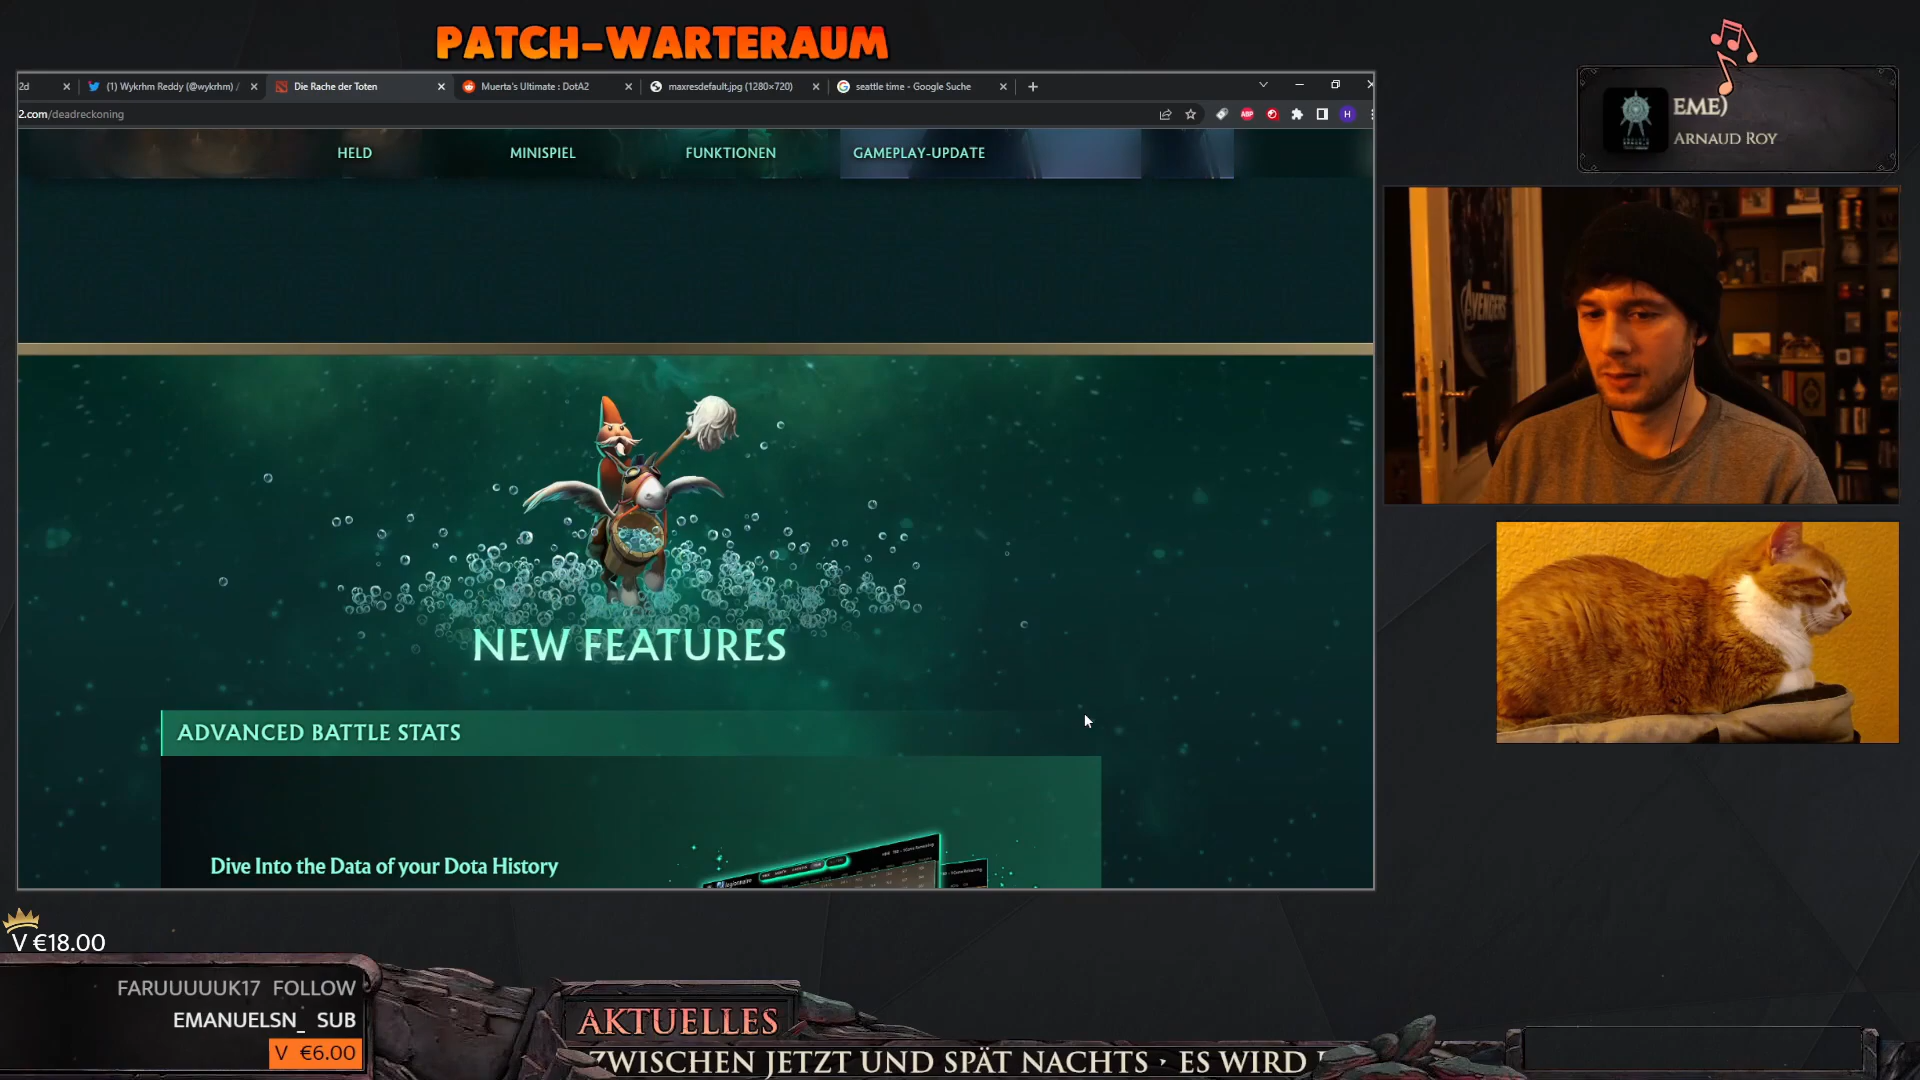 PATCH-WARTERAUM
2d
(1) Wykrhm Reddy (@wykrhm) /
Die Rache der Toten
Muerta's Ultimate : DotA2
maxresdefault.jpg (1280×720)
seattle time - Google Suche
2.com/deadreckoning
ABP
H
EME)
ARNAUD ROY
HELD
MINISPIEL
FUNKTIONEN
GAMEPLAY-UPDATE
AVENGERS
NEW FEATURES
ADVANCED BATTLE STATS
Dive Into the Data of your Dota History
V €18.00
FARUUUUUK17 FOLLOW
EMANUELSN_ SUB
V €6.00
AKTUELLES
ZWISCHEN JETZT UND SPÄT NACHTS · ES WIRD